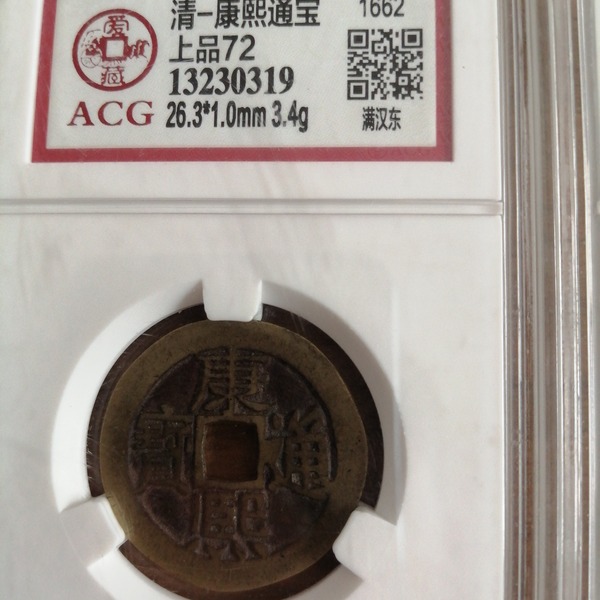 爱藏
ACG
清-康熙通宝
1662
上品72
13230319
26.3*1.0mm 3.4g
满汉东
康熙通寶